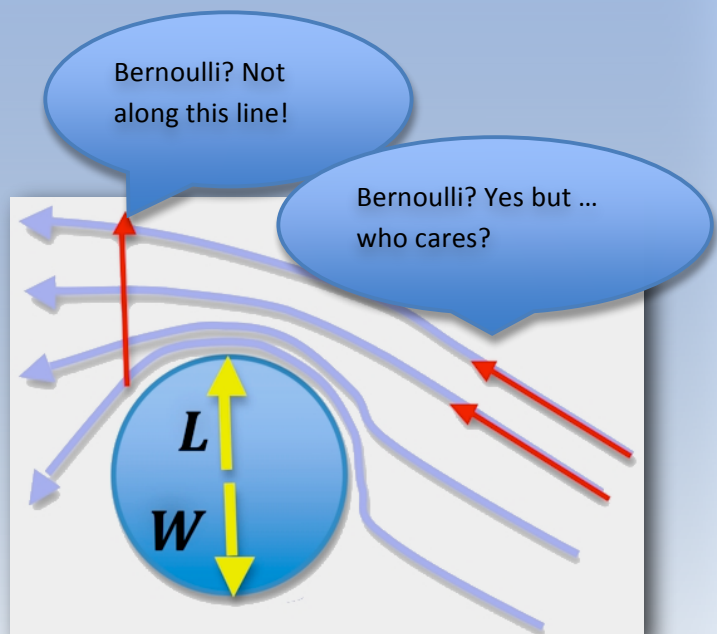 Bernoulli? Not
along this line!
Bernoulli? Yes but …
who cares?
L
W